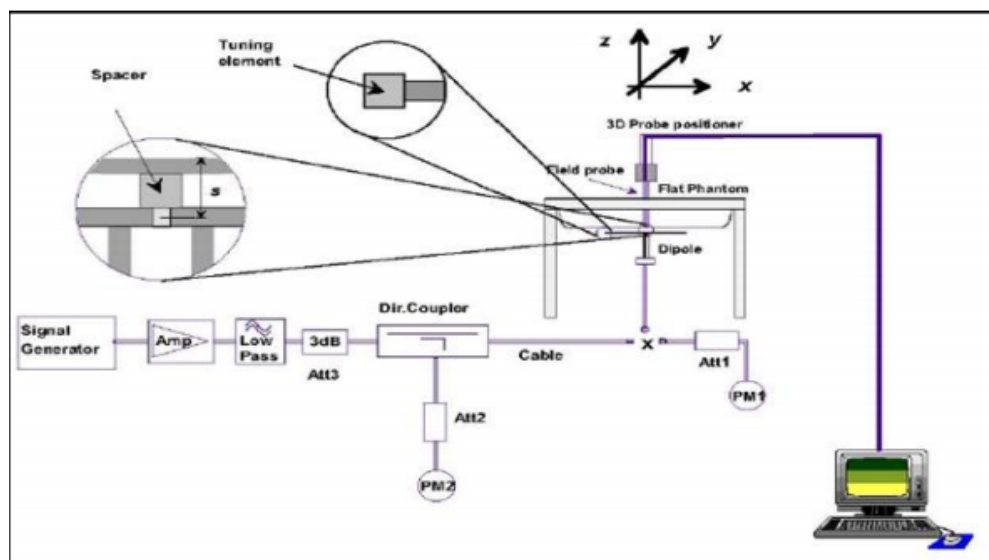 Tuning
element
Spacer
s
z
y
x
3D Probe positioner
Field probe
Flat Phantom
Dipole
Signal
Generator
Amp
Low
Pass
3dB
Att3
Dir.Coupler
Cable
X
Att1
PM1
Att2
PM2